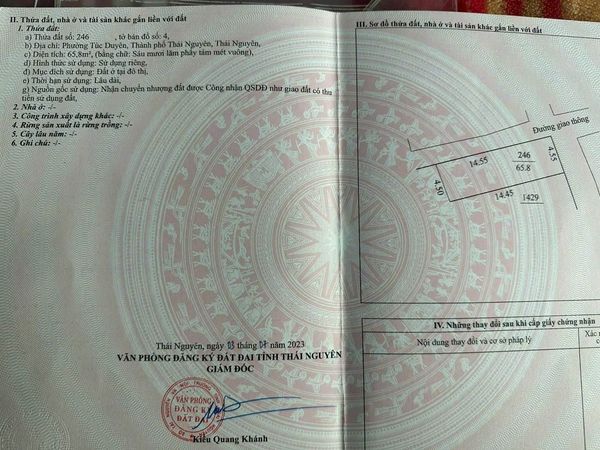 II. Thửa đất, nhà ở và tài sản khác gắn liền với đất
1. Thửa đất:
a) Thửa đất số: 246 , tờ bản đồ số: 4,
b) Địa chỉ: Phường Túc Duyên, Thành phố Thái Nguyên, Thái Nguyên,
c) Diện tích: 65,8m², (bằng chữ: Sáu mươi lăm phẩy tám mét vuông),
d) Hình thức sử dụng: Sử dụng riêng,
đ) Mục đích sử dụng: Đất ở tại đô thị,
e) Thời hạn sử dụng: Lâu dài,
g) Nguồn gốc sử dụng: Nhận chuyển nhượng đất được Công nhận QSDĐ như giao đất có thu
tiền sử dụng đất,
2. Nhà ở: -/-
3. Công trình xây dựng khác: -/-
4. Rừng sản xuất là rừng trồng: -/-
5. Cây lâu năm: -/-
6. Ghi chú: -/-
Thái Nguyên, ngày 03 tháng 07 năm 2023
VĂN PHÒNG ĐĂNG KÝ ĐẤT ĐAI TỈNH THÁI NGUYÊN
GIÁM ĐỐC
VĂN PHÒNG
ĐĂNG KÝ
ĐẤT ĐAI
Kiều Quang Khánh
III. Sơ đồ thửa đất, nhà ở và tài sản khác gắn liền với đất
Đường giao thông
14.55
246
65.8
4.55
4.50
14.45
1429
IV. Những thay đổi sau khi cấp giấy chứng nhận
Nội dung thay đổi và cơ sở pháp lý